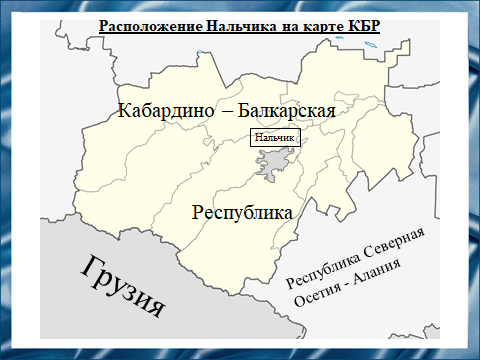 Расположение Нальчика на карте КБР
Кабардино – Балкарская
Нальчик
Республика
Грузия
Республика Северная
Осетия - Алания